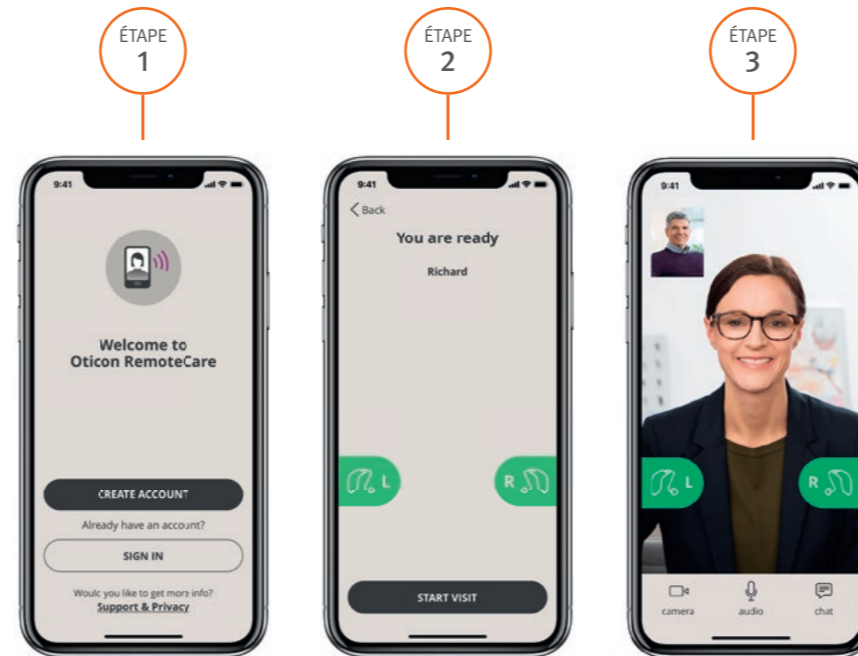 ÉTAPE
1
ÉTAPE
2
ÉTAPE
3
9:41
Welcome to
Oticon RemoteCare
CREATE ACCOUNT
Already have an account?
SIGN IN
Would you like to get more info?
Support & Privacy
9:41
Back
You are ready
Richard
L
R
START VISIT
9:41
L
R
camera
audio
chat